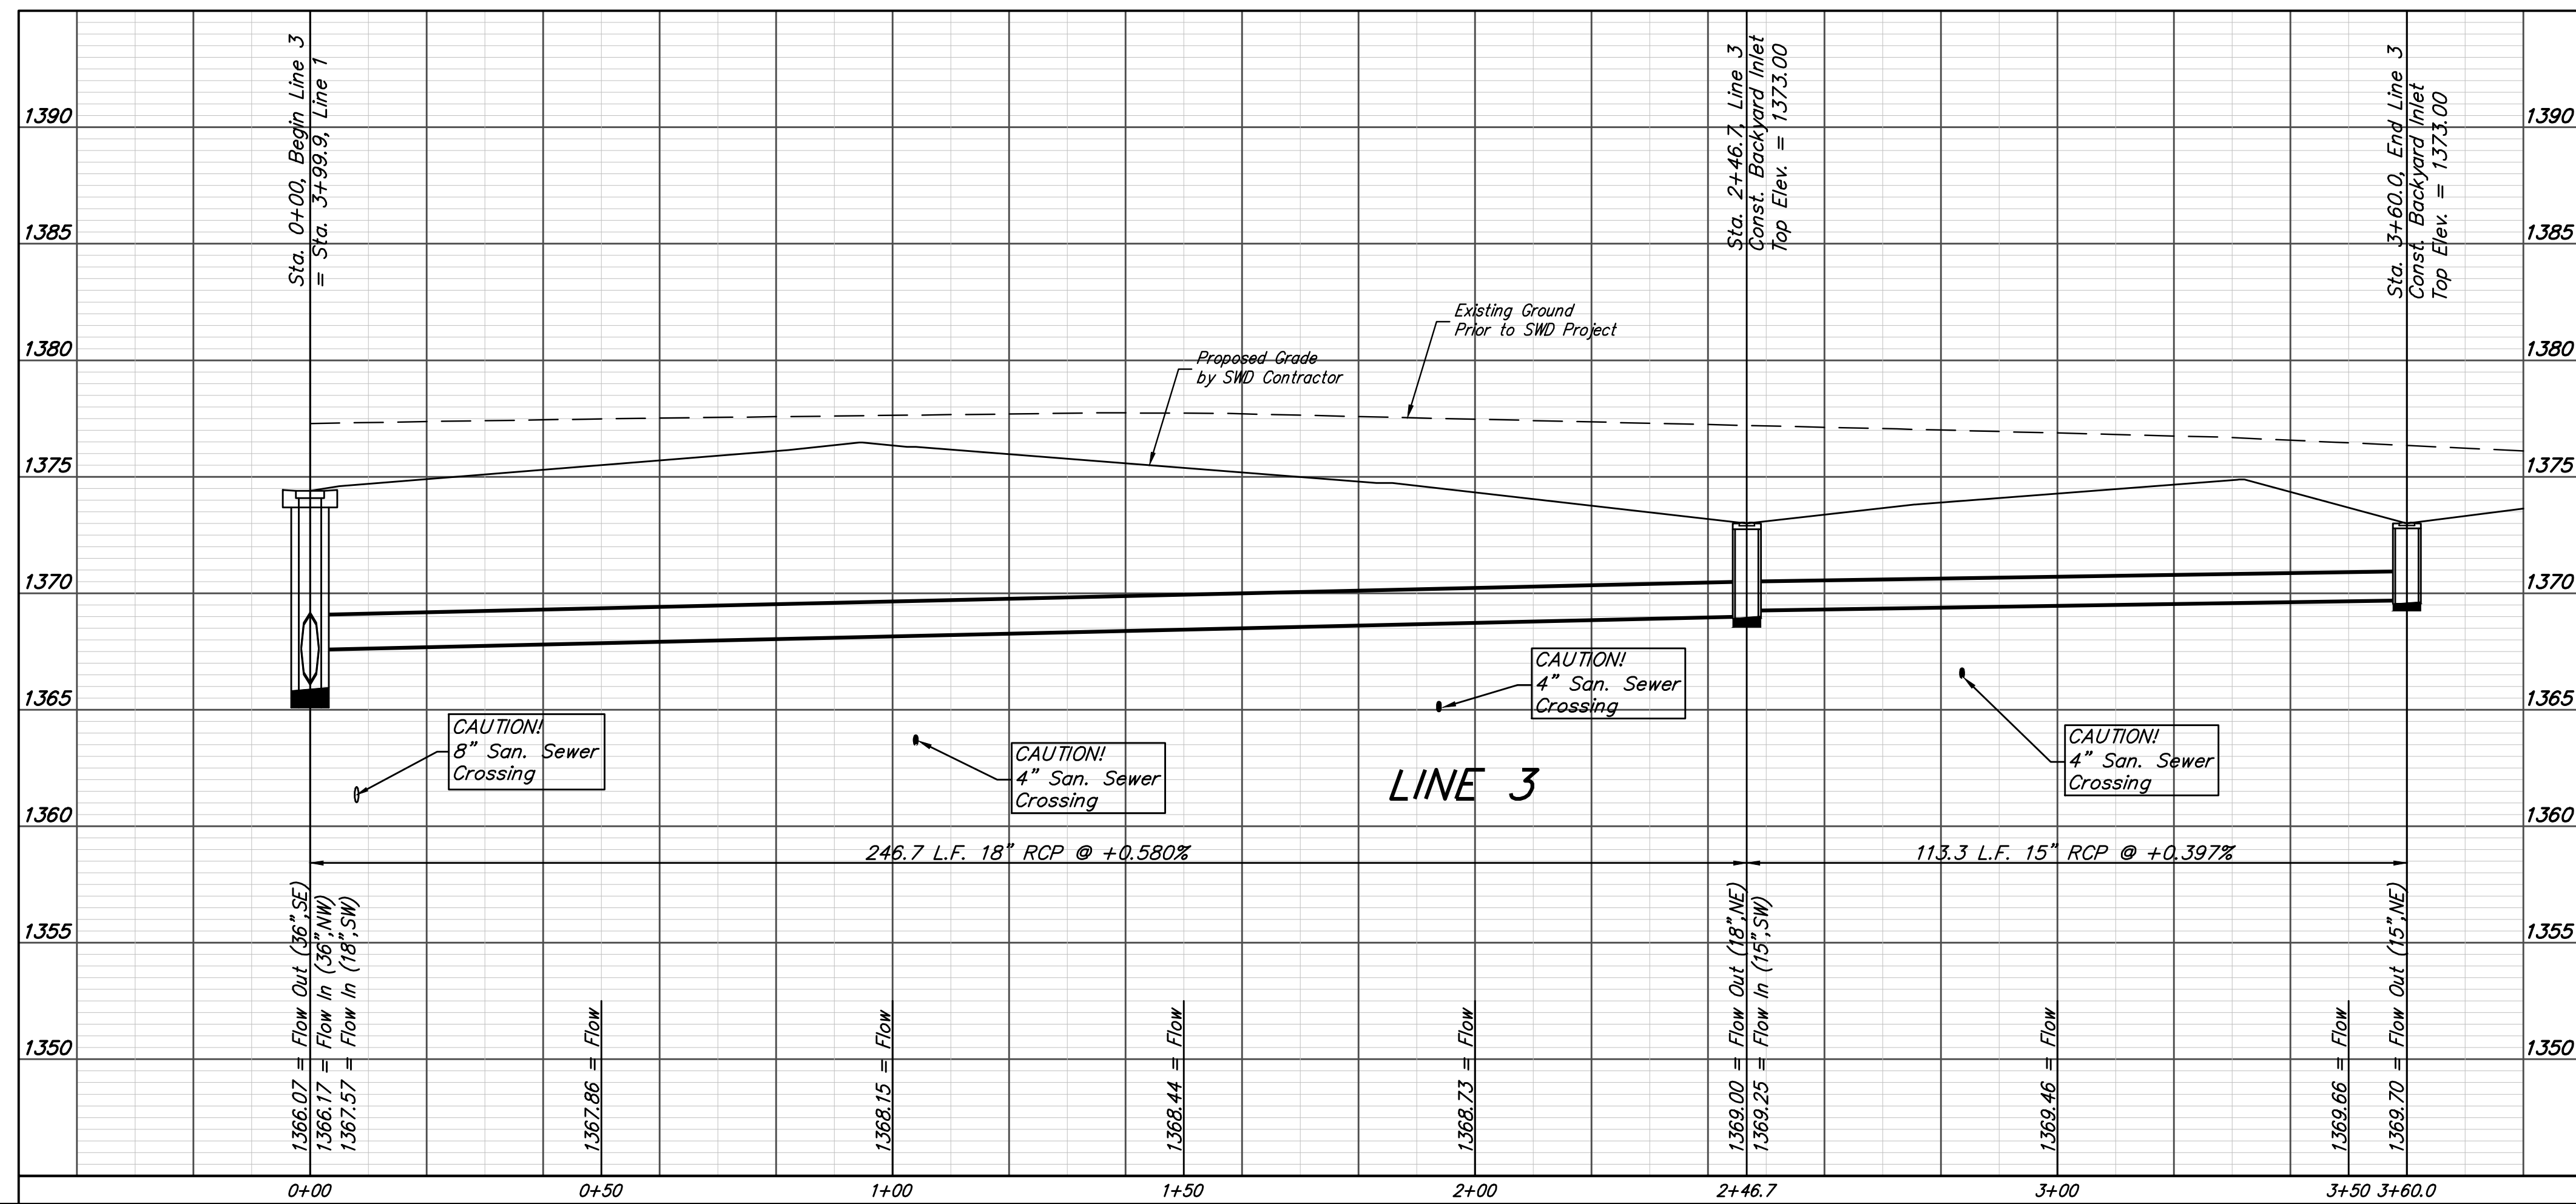 Sta. 0+00, Begin Line 3
= Sta. 3+99.9, Line 1
Sta. 2+46.7, Line 3
Const. Backyard Inlet
Top Elev. = 1373.00
Sta. 3+60.0, End Line 3
Const. Backyard Inlet
Top Elev. = 1373.00
1390
1390
1385
1385
1380
1380
1375
1375
1370
1370
1365
1365
1360
1360
1355
1355
1350
1350
Existing Ground
Prior to SWD Project
Proposed Grade
by SWD Contractor
CAUTION!
8" San. Sewer
Crossing
CAUTION!
4" San. Sewer
Crossing
CAUTION!
4" San. Sewer
Crossing
CAUTION!
4" San. Sewer
Crossing
LINE 3
246.7 L.F. 18" RCP @ +0.580%
113.3 L.F. 15" RCP @ +0.397%
1366.07 = Flow Out (36",SE)
1366.17 = Flow In (36",NW)
1367.57 = Flow In (18",SW)
1367.86 = Flow
1368.15 = Flow
1368.44 = Flow
1368.73 = Flow
1369.00 = Flow Out (18",NE)
1369.25 = Flow In (15",SW)
1369.46 = Flow
1369.66 = Flow
1369.70 = Flow Out (15",NE)
0+00 0+50 1+00 1+50 2+00 2+46.7 3+00 3+50 3+60.0